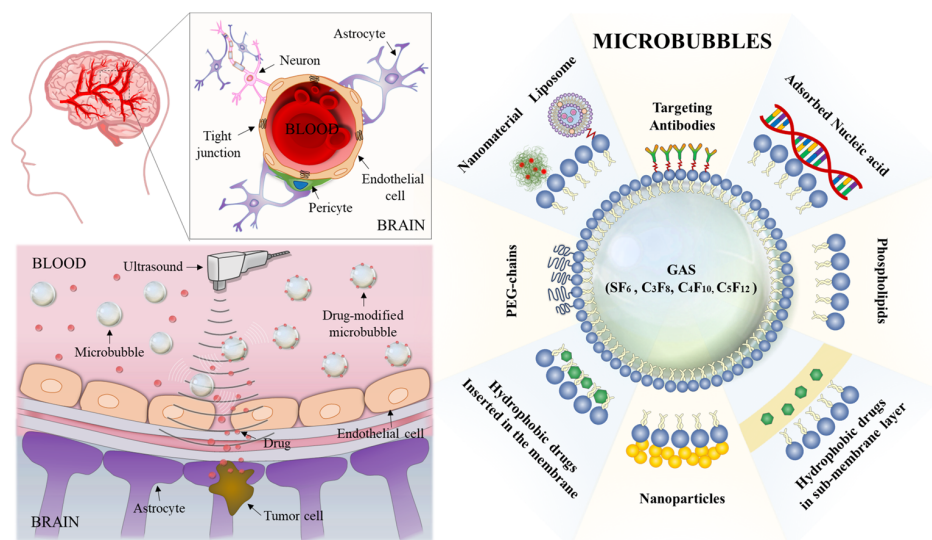 Astrocyte
Neuron
BLOOD
Tight
junction
Endothelial
cell
Pericyte
BRAIN
BLOOD
Ultrasound
Drug-modified
microbubble
Microbubble
Drug
Endothelial cell
Astrocyte
Tumor cell
BRAIN
MICROBUBBLES
Nanomaterial
Liposome
Targeting
Antibodies
Adsorbed Nucleic acid
PEG-chains
GAS
(SF₆ , C₃F₈, C₄F₁₀, C₅F₁₂ )
Phospholipids
Hydrophobic drugs
Inserted in the membrane
Nanoparticles
Hydrophobic drugs
in sub-membrane layer